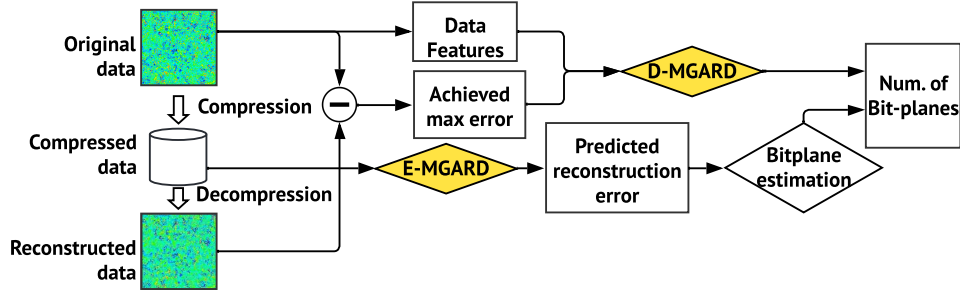 Original
data
Compression
Compressed
data
Decompression
Reconstructed
data
Data
Features
Achieved
max error
D-MGARD
E-MGARD
Predicted
reconstruction
error
Bitplane
estimation
Num. of
Bit-planes